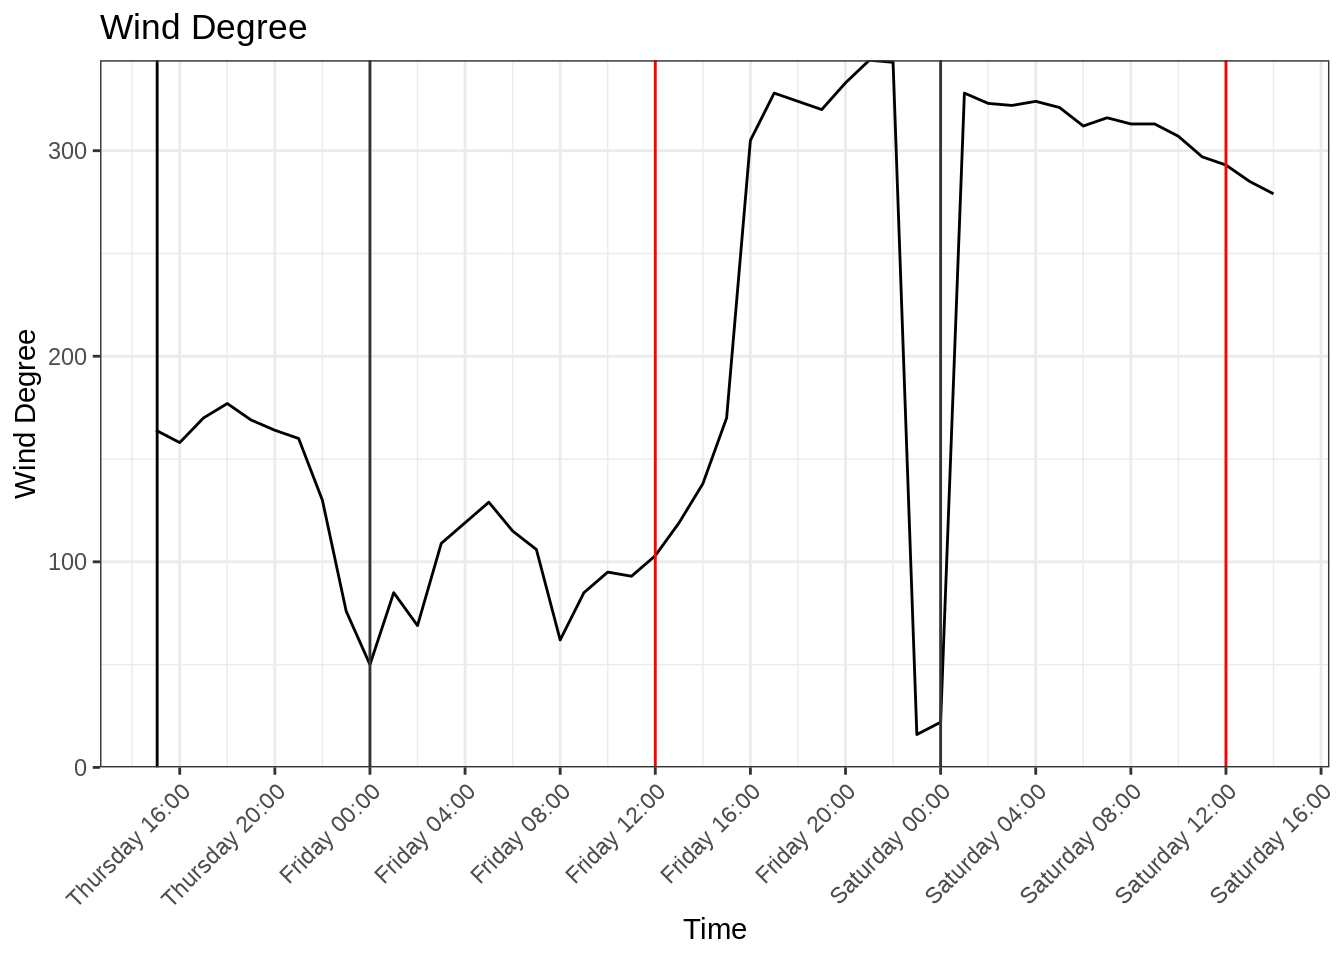 Wind Degree
Wind Degree
300
200
100
0
Thursday 16:00
Thursday 20:00
Friday 00:00
Friday 04:00
Friday 08:00
Friday 12:00
Friday 16:00
Friday 20:00
Saturday 00:00
Saturday 04:00
Saturday 08:00
Saturday 12:00
Saturday 16:00
Time